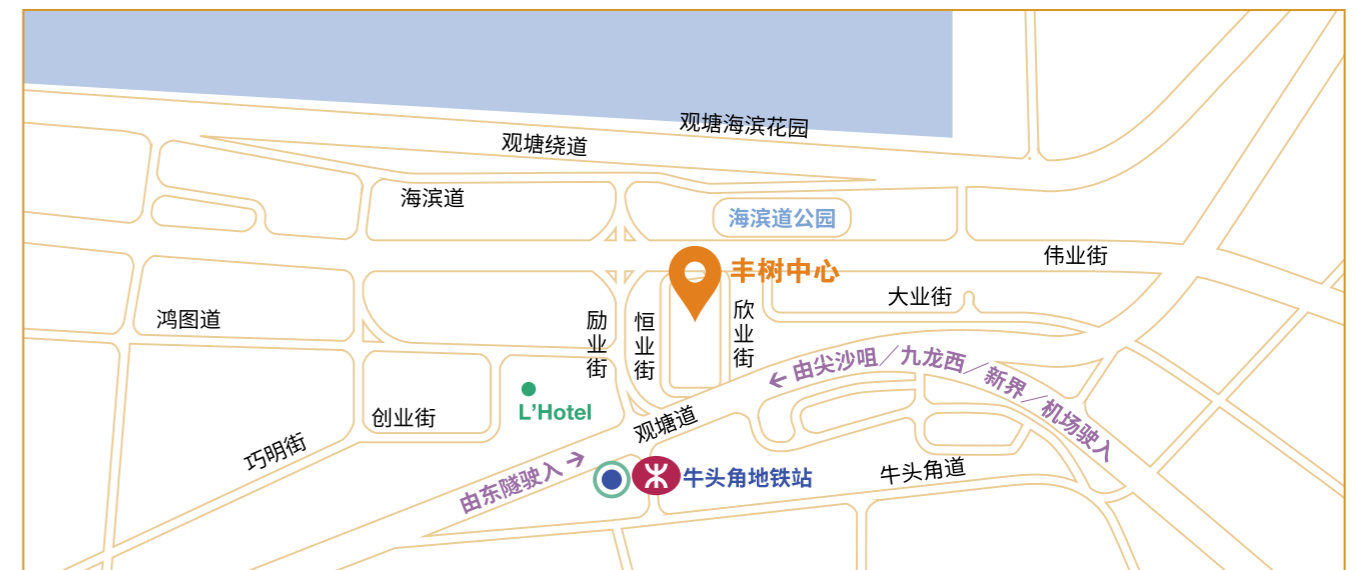 观塘海滨花园
观塘绕道
海滨道
海滨道公园
伟业街
丰树中心
大业街
鸿图道
励业街
恒业街
欣业街
← 由尖沙咀／九龙西／新界／机场驶入
L’Hotel
创业街
观塘道
巧明街
由东隧驶入 →
牛头角地铁站
牛头角道